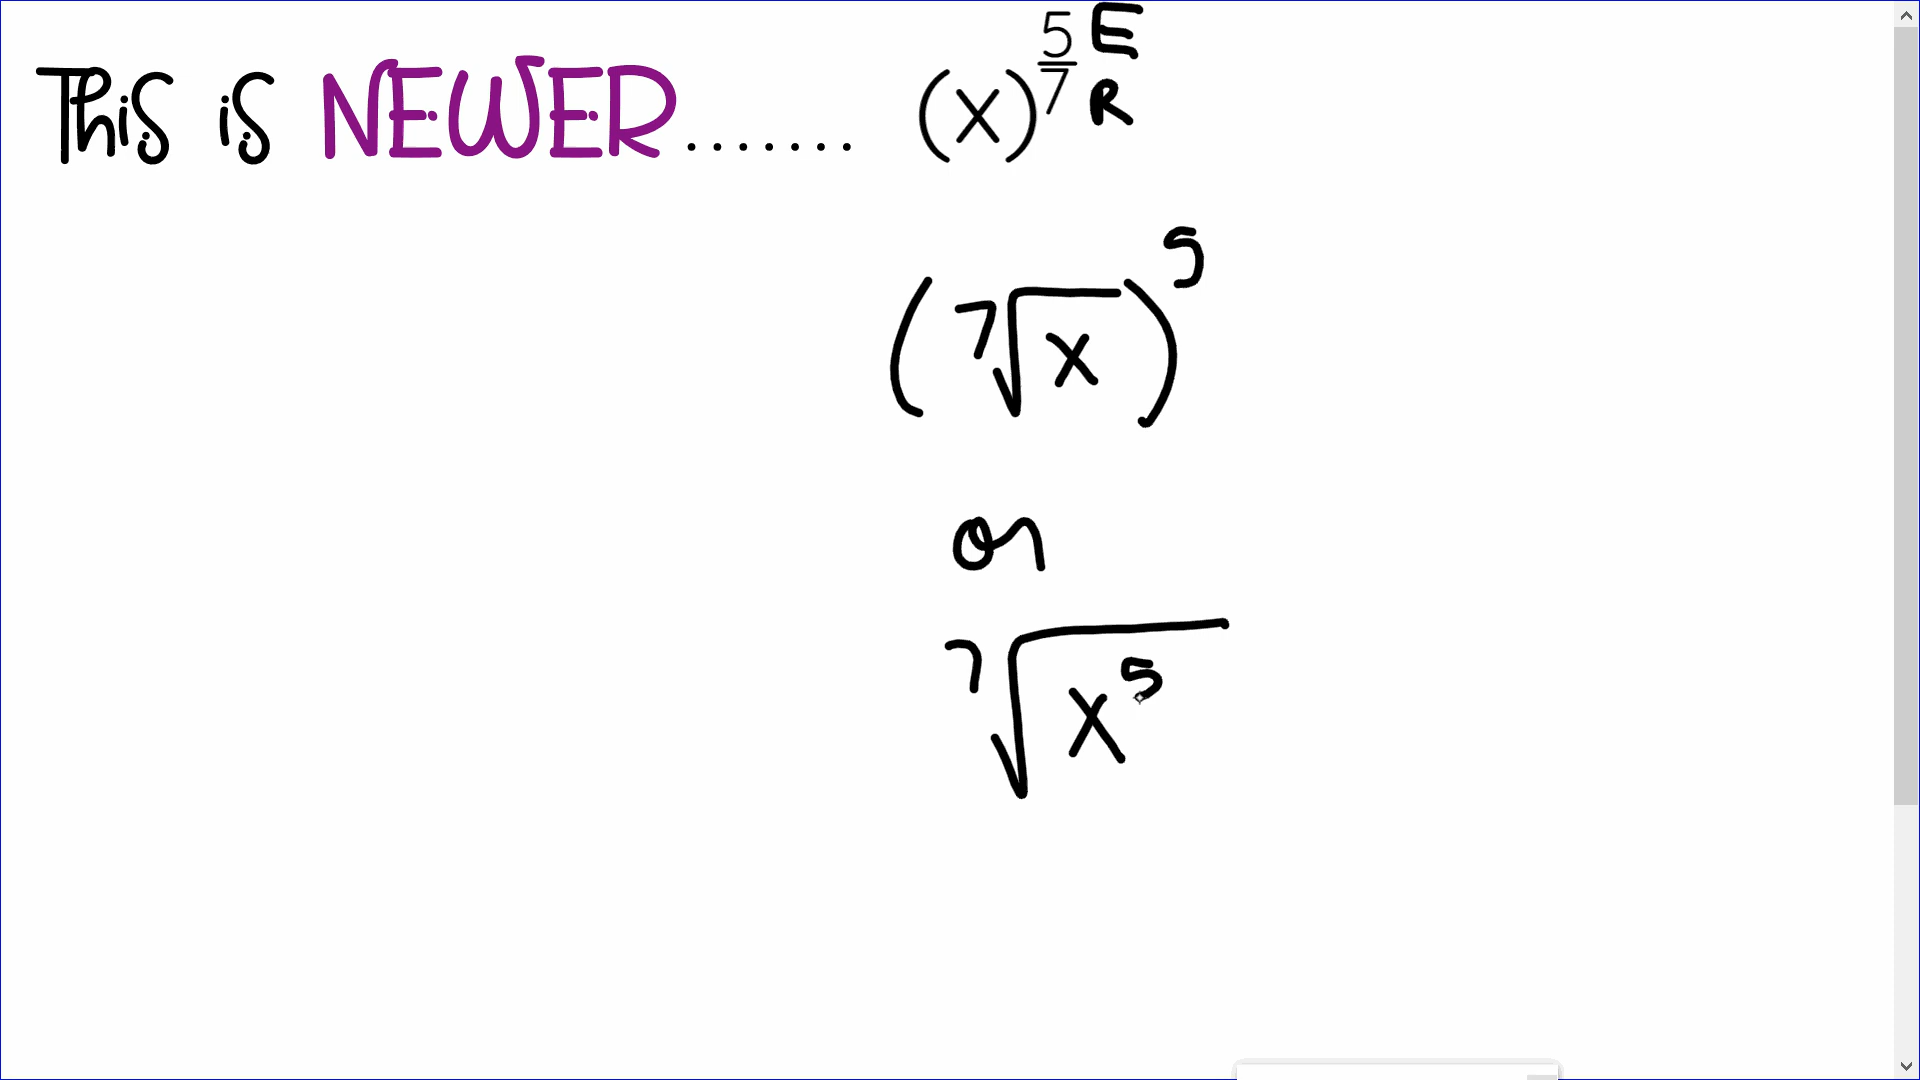 This is NEWER....... (x)^(5/7) E R
(⁷√x)⁵
or
⁷√x⁵